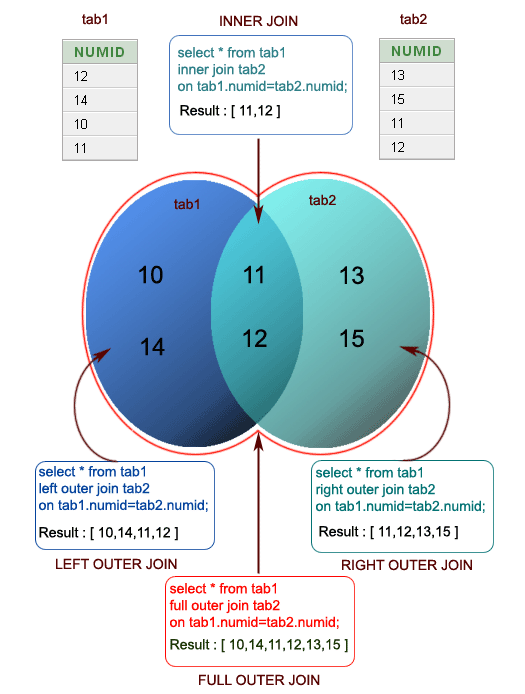 tab1
INNER JOIN
tab2
NUMID
12
14
10
11
select * from tab1
inner join tab2
on tab1.numid=tab2.numid;
Result : [ 11,12 ]
NUMID
13
15
11
12
tab1
tab2
10
11
13
14
12
15
select * from tab1
left outer join tab2
on tab1.numid=tab2.numid;
Result : [ 10,14,11,12 ]
LEFT OUTER JOIN
select * from tab1
right outer join tab2
on tab1.numid=tab2.numid;
Result : [ 11,12,13,15 ]
RIGHT OUTER JOIN
select * from tab1
full outer join tab2
on tab1.numid=tab2.numid;
Result : [ 10,14,11,12,13,15 ]
FULL OUTER JOIN